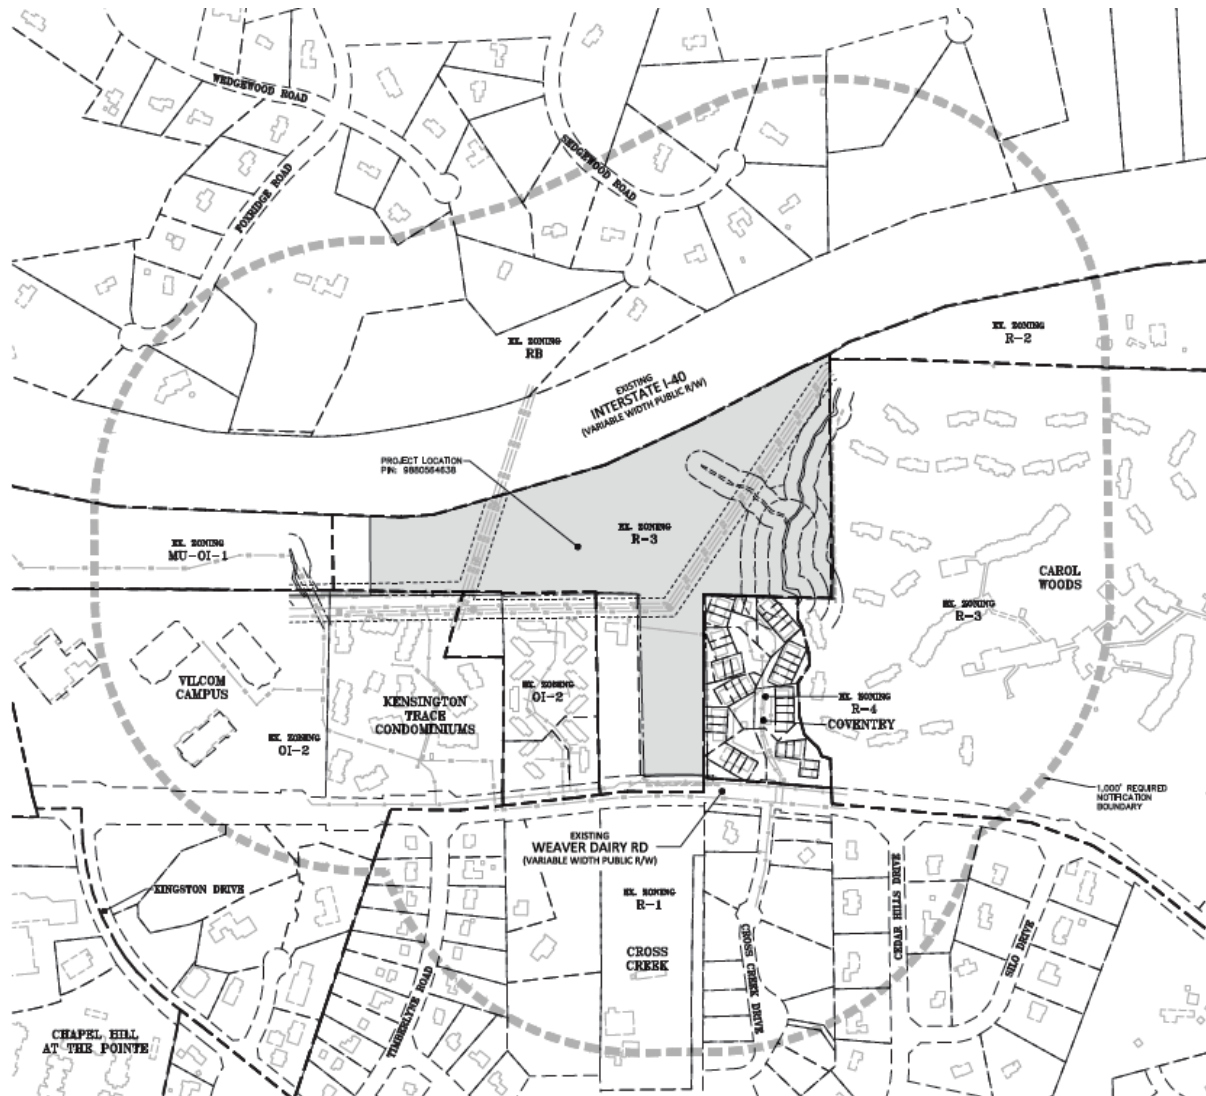 WEDGEWOOD ROAD
SEDGEWOOD ROAD
FOXRIDGE ROAD
EX. ZONING
RB
EX. ZONING
R-2
EXISTING
INTERSTATE I-40
(VARIABLE WIDTH PUBLIC R/W)
PROJECT LOCATION
PIN: 9880564638
EX. ZONING
R-3
EX. ZONING
MU-OI-1
CAROL
WOODS
EX. ZONING
R-3
VILCOM
CAMPUS
KENSINGTON
TRACE
CONDOMINIUMS
EX. ZONING
OI-2
EX. ZONING
R-4
COVENTRY
EX. ZONING
OI-2
1,000' REQUIRED
NOTIFICATION
BOUNDARY
EXISTING
WEAVER DAIRY RD
(VARIABLE WIDTH PUBLIC R/W)
KINGSTON DRIVE
EX. ZONING
R-1
CEDAR HILLS DRIVE
SILO DRIVE
CROSS
CREEK
CROSS CREEK DRIVE
TIMBERLYNE ROAD
CHAPEL HILL
AT THE POINTE